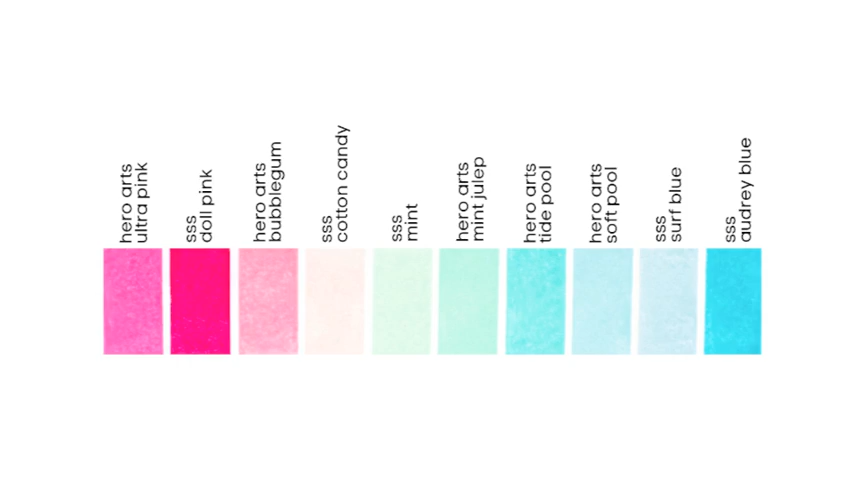 hero arts
ultra pink
sss
doll pink
hero arts
bubblegum
sss
cotton candy
sss
mint
hero arts
mint julep
hero arts
tide pool
hero arts
soft pool
sss
surf blue
sss
audrey blue